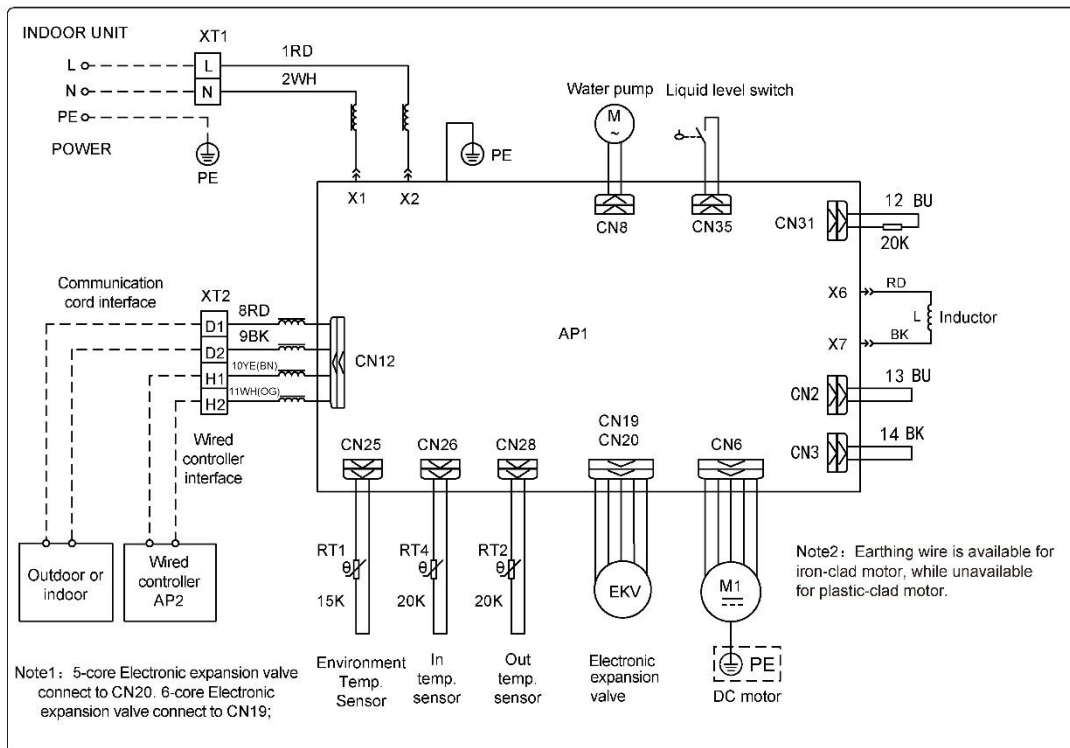 INDOOR UNIT
XT1
L
L
1RD
N
N
2WH
PE
POWER
PE
PE
Water pump
Liquid level switch
M
~
X1
X2
CN8
CN35
CN31
12 BU
20K
Communication
cord interface
XT2
8RD
D1
9BK
D2
10YE(BN)
H1
11WH(OG)
H2
CN12
AP1
X6
RD
L
Inductor
X7
BK
CN2
13 BU
CN3
14 BK
Wired
controller
interface
CN25
CN26
CN28
CN19
CN20
CN6
Outdoor or
indoor
Wired
controller
AP2
RT1
θ
15K
RT4
θ
20K
RT2
θ
20K
EKV
M1
PE
Environment
Temp.
Sensor
In
temp.
sensor
Out
temp.
sensor
Electronic
expansion
valve
DC motor
Note2：Earthing wire is available for
iron-clad motor, while unavailable
for plastic-clad motor.
Note1：5-core Electronic expansion valve
connect to CN20. 6-core Electronic
expansion valve connect to CN19;